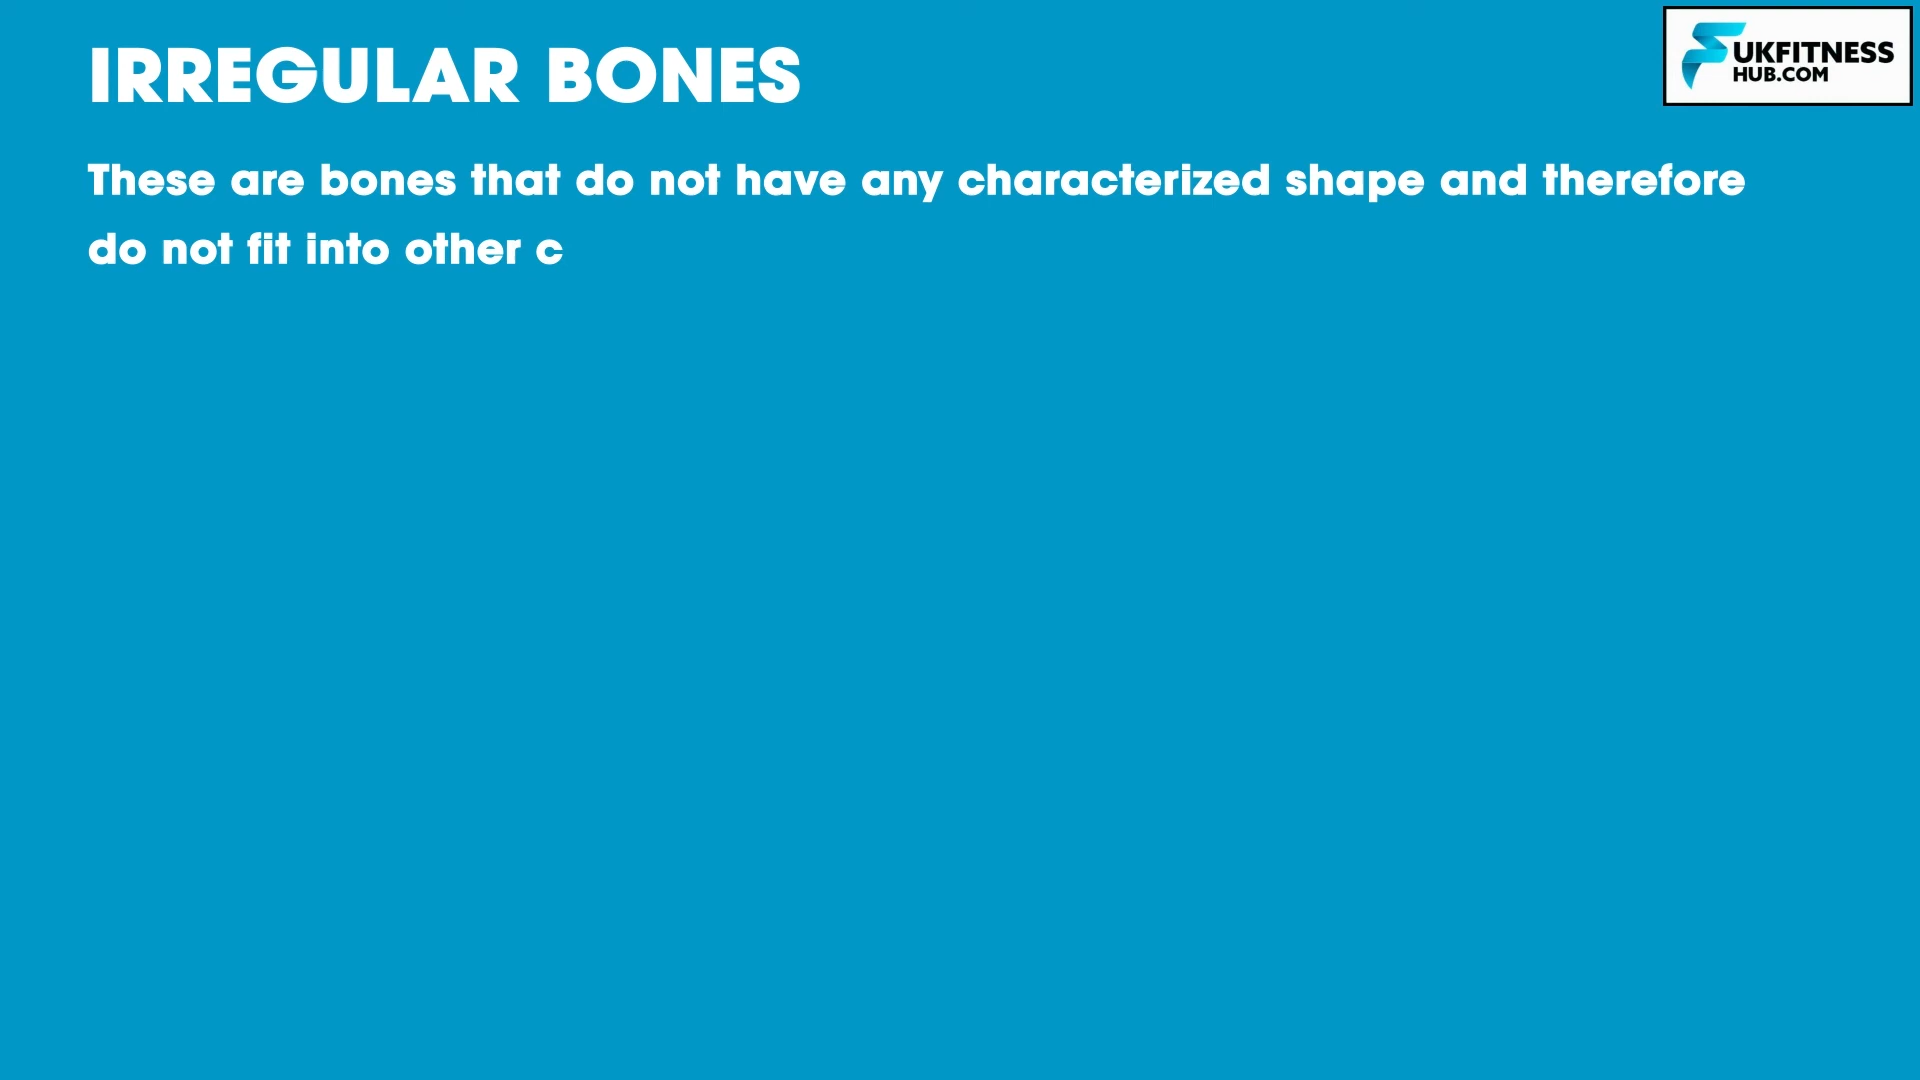 IRREGULAR BONES
UKFITNESS
HUB.COM
These are bones that do not have any characterized shape and therefore
do not fit into other c